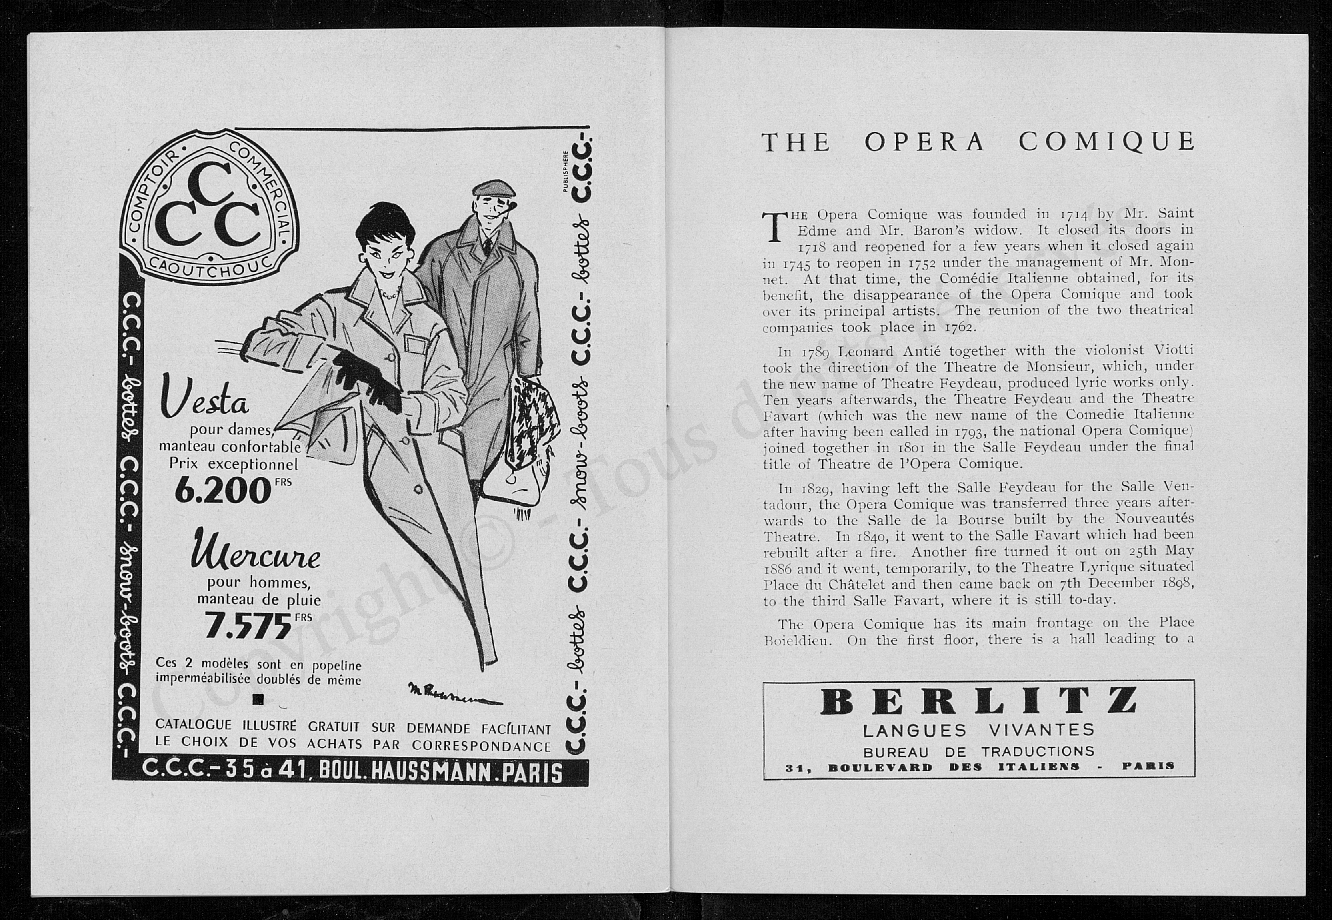 COMPTOIR • COMMERCIAL •
C
C C
CAOUTCHOUC
PUBLISPHÈRE
C.C.C.- bottes C.C.C.- snow-boots C.C.C.-
C.C.C.- bottes C.C.C.- snow-boots C.C.C.- bottes C.C.C.-
Vesta
pour dames,
manteau confortable
Prix exceptionnel
6.200 FRS
Mercure
pour hommes,
manteau de pluie
7.575 FRS
Ces 2 modèles sont en popeline
imperméabilisée doublés de même
CATALOGUE ILLUSTRÉ GRATUIT SUR DEMANDE FACILITANT
LE CHOIX DE VOS ACHATS PAR CORRESPONDANCE
C.C.C.-35 à 41, BOUL. HAUSSMANN.PARIS
THE OPERA COMIQUE
THE Opera Comique was founded in 1714 by Mr. Saint
Edme and Mr. Baron's widow. It closed its doors in
1718 and reopened for a few years when it closed again
in 1745 to reopen in 1752 under the management of Mr. Mon-
net. At that time, the Comédie Italienne obtained, for its
benefit, the disappearance of the Opera Comique and took
over its principal artists. The reunion of the two theatrical
companies took place in 1762.
In 1789 Leonard Antié together with the violonist Viotti
took the direction of the Theatre de Monsieur, which, under
the new name of Theatre Feydeau, produced lyric works only.
Ten years afterwards, the Theatre Feydeau and the Theatre
Favart (which was the new name of the Comedie Italienne
after having been called in 1793, the national Opera Comique)
joined together in 1801 in the Salle Feydeau under the final
title of Theatre de l'Opera Comique.
In 1829, having left the Salle Feydeau for the Salle Ven-
tadour, the Opera Comique was transferred three years after-
wards to the Salle de la Bourse built by the Nouveautés
Theatre. In 1840, it went to the Salle Favart which had been
rebuilt after a fire. Another fire turned it out on 25th May
1886 and it went, temporarily, to the Theatre Lyrique situated
Place du Châtelet and then came back on 7th December 1898,
to the third Salle Favart, where it is still to-day.
The Opera Comique has its main frontage on the Place
Boieldieu. On the first floor, there is a hall leading to a
BERLITZ
LANGUES VIVANTES
BUREAU DE TRADUCTIONS
31, BOULEVARD DES ITALIENS - PARIS
Copyright © - Tous de